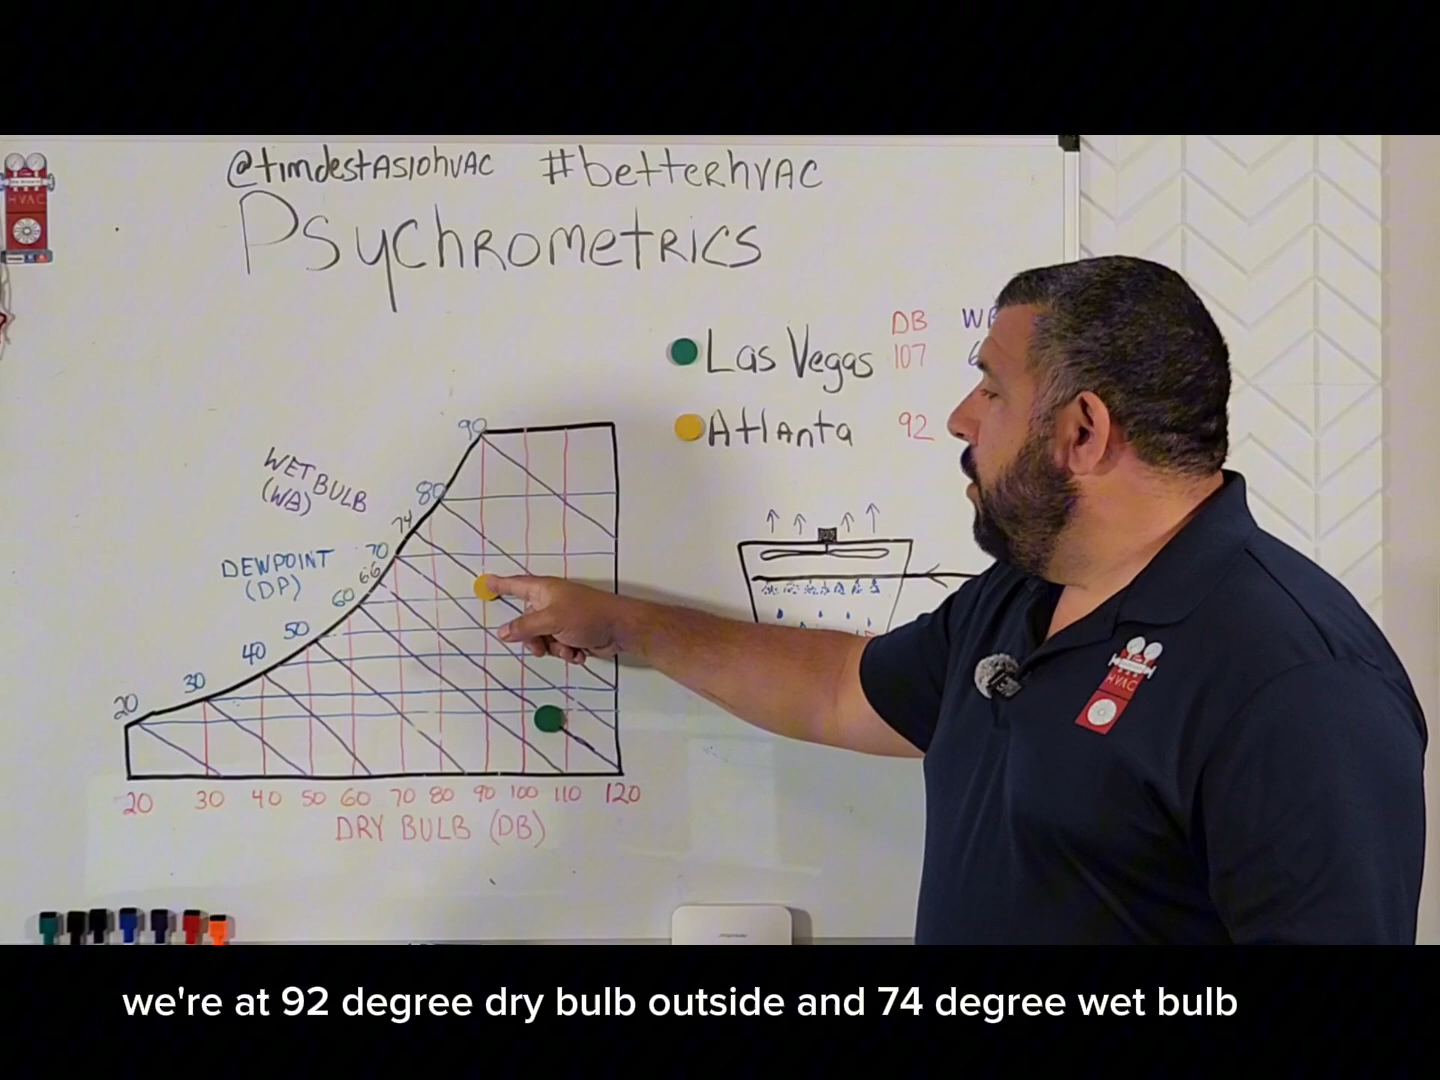 @timdestasiohvac #betterhvac
Psychrometrics
DB
107
Las Vegas
Atlanta 92
WET BULB
(WB)
DEWPOINT
(DP)
90
80
74
70
66
60
50
40
30
20
20 30 40 50 60 70 80 90 100 110 120
DRY BULB (DB)
HVAC
HVAC
we're at 92 degree dry bulb outside and 74 degree wet bulb